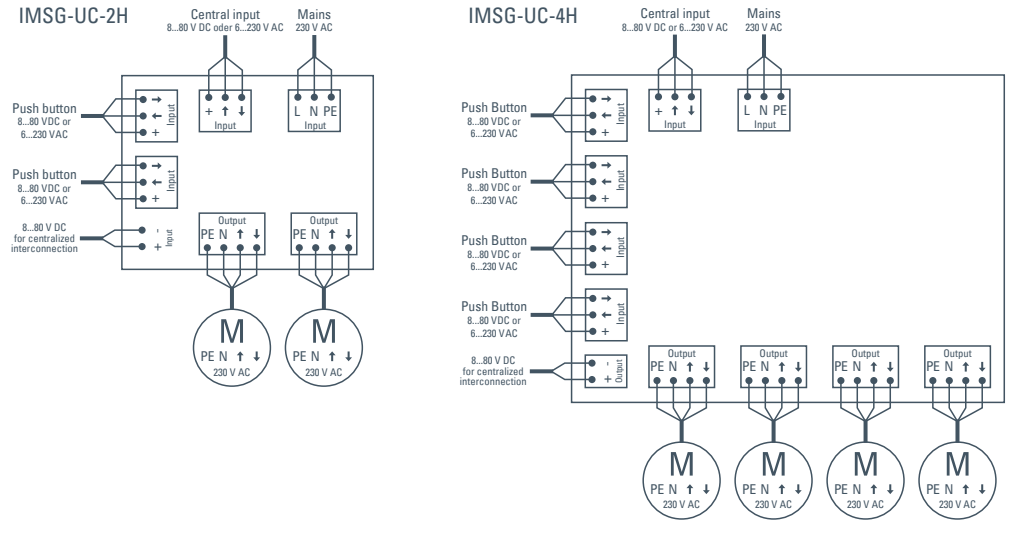 IMSG-UC-2H
Central input
8...80 V DC oder 6...230 V AC
Mains
230 V AC
Push button
8...80 VDC or
6...230 VAC
→
←
+
Input
+ ↑ ↓
Input
L N PE
Input
Push button
8...80 VDC or
6...230 VAC
→
←
+
Input
8...80 V DC
for centralized
interconnection
-
+
Input
Output
PE N ↑ ↓
Output
PE N ↑ ↓
M
PE N ↑ ↓
230 V AC
M
PE N ↑ ↓
230 V AC
IMSG-UC-4H
Central input
8...80 V DC or 6...230 V AC
Mains
230 V AC
Push Button
8...80 VDC or
6...230 VAC
→
←
+
Input
+ ↑ ↓
Input
L N PE
Input
Push Button
8...80 VDC or
6...230 VAC
→
←
+
Input
Push Button
8...80 VDC or
6...230 VAC
→
←
+
Input
Push Button
8...80 VDC or
6...230 VAC
→
←
+
Input
8...80 V DC
for centralized
interconnection
-
+
Output
Output
PE N ↑ ↓
Output
PE N ↑ ↓
Output
PE N ↑ ↓
Output
PE N ↑ ↓
M
PE N ↑ ↓
230 V AC
M
PE N ↑ ↓
230 V AC
M
PE N ↑ ↓
230 V AC
M
PE N ↑ ↓
230 V AC